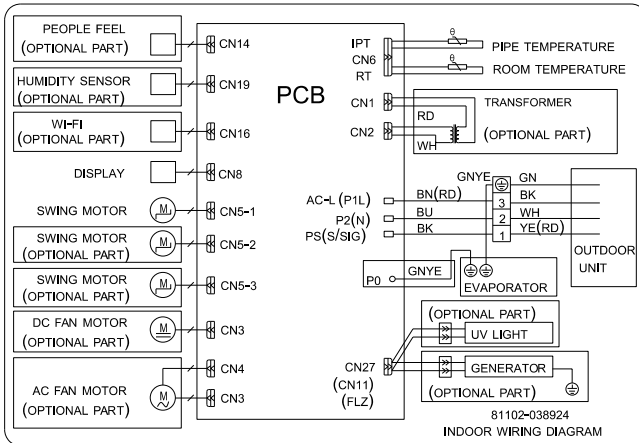 PEOPLE FEEL
(OPTIONAL PART)
CN14
HUMIDITY SENSOR
(OPTIONAL PART)
CN19
WI-FI
(OPTIONAL PART)
CN16
DISPLAY
CN8
SWING MOTOR
M
CN5-1
SWING MOTOR
(OPTIONAL PART)
M
CN5-2
SWING MOTOR
(OPTIONAL PART)
M
CN5-3
DC FAN MOTOR
(OPTIONAL PART)
M
CN3
AC FAN MOTOR
(OPTIONAL PART)
M
CN4
CN3
PCB
IPT
CN6
RT
θ
PIPE TEMPERATURE
θ
ROOM TEMPERATURE
CN1
CN2
RD
WH
TRANSFORMER
(OPTIONAL PART)
GNYE
GN
AC-L (P1L)
BN(RD)
3
BK
P2(N)
BU
2
WH
PS(S/SIG)
BK
1
YE(RD)
OUTDOOR
UNIT
P0
GNYE
EVAPORATOR
(OPTIONAL PART)
UV LIGHT
CN27
(CN11)
(FLZ)
GENERATOR
(OPTIONAL PART)
81102-038924
INDOOR WIRING DIAGRAM